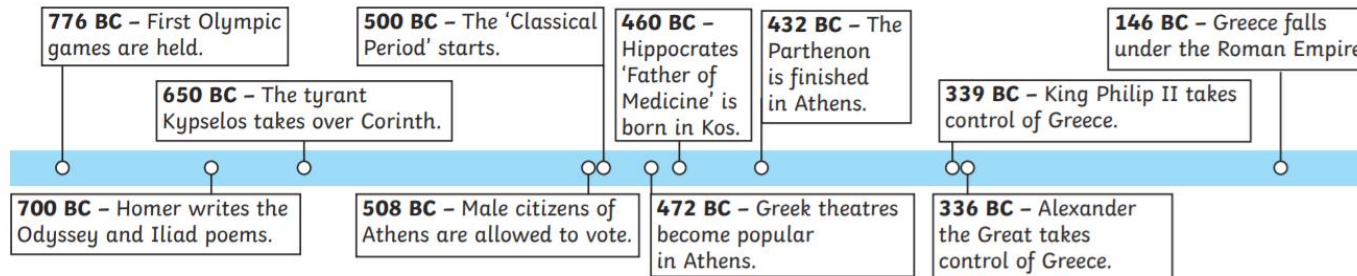 776 BC – First Olympic
games are held.
650 BC – The tyrant
Kypselos takes over Corinth.
500 BC – The ‘Classical
Period’ starts.
460 BC –
Hippocrates
‘Father of
Medicine’ is
born in Kos.
432 BC – The
Parthenon
is finished
in Athens.
339 BC – King Philip II takes
control of Greece.
146 BC – Greece falls
under the Roman Empire
700 BC – Homer writes the
Odyssey and Iliad poems.
508 BC – Male citizens of
Athens are allowed to vote.
472 BC – Greek theatres
become popular
in Athens.
336 BC – Alexander
the Great takes
control of Greece.